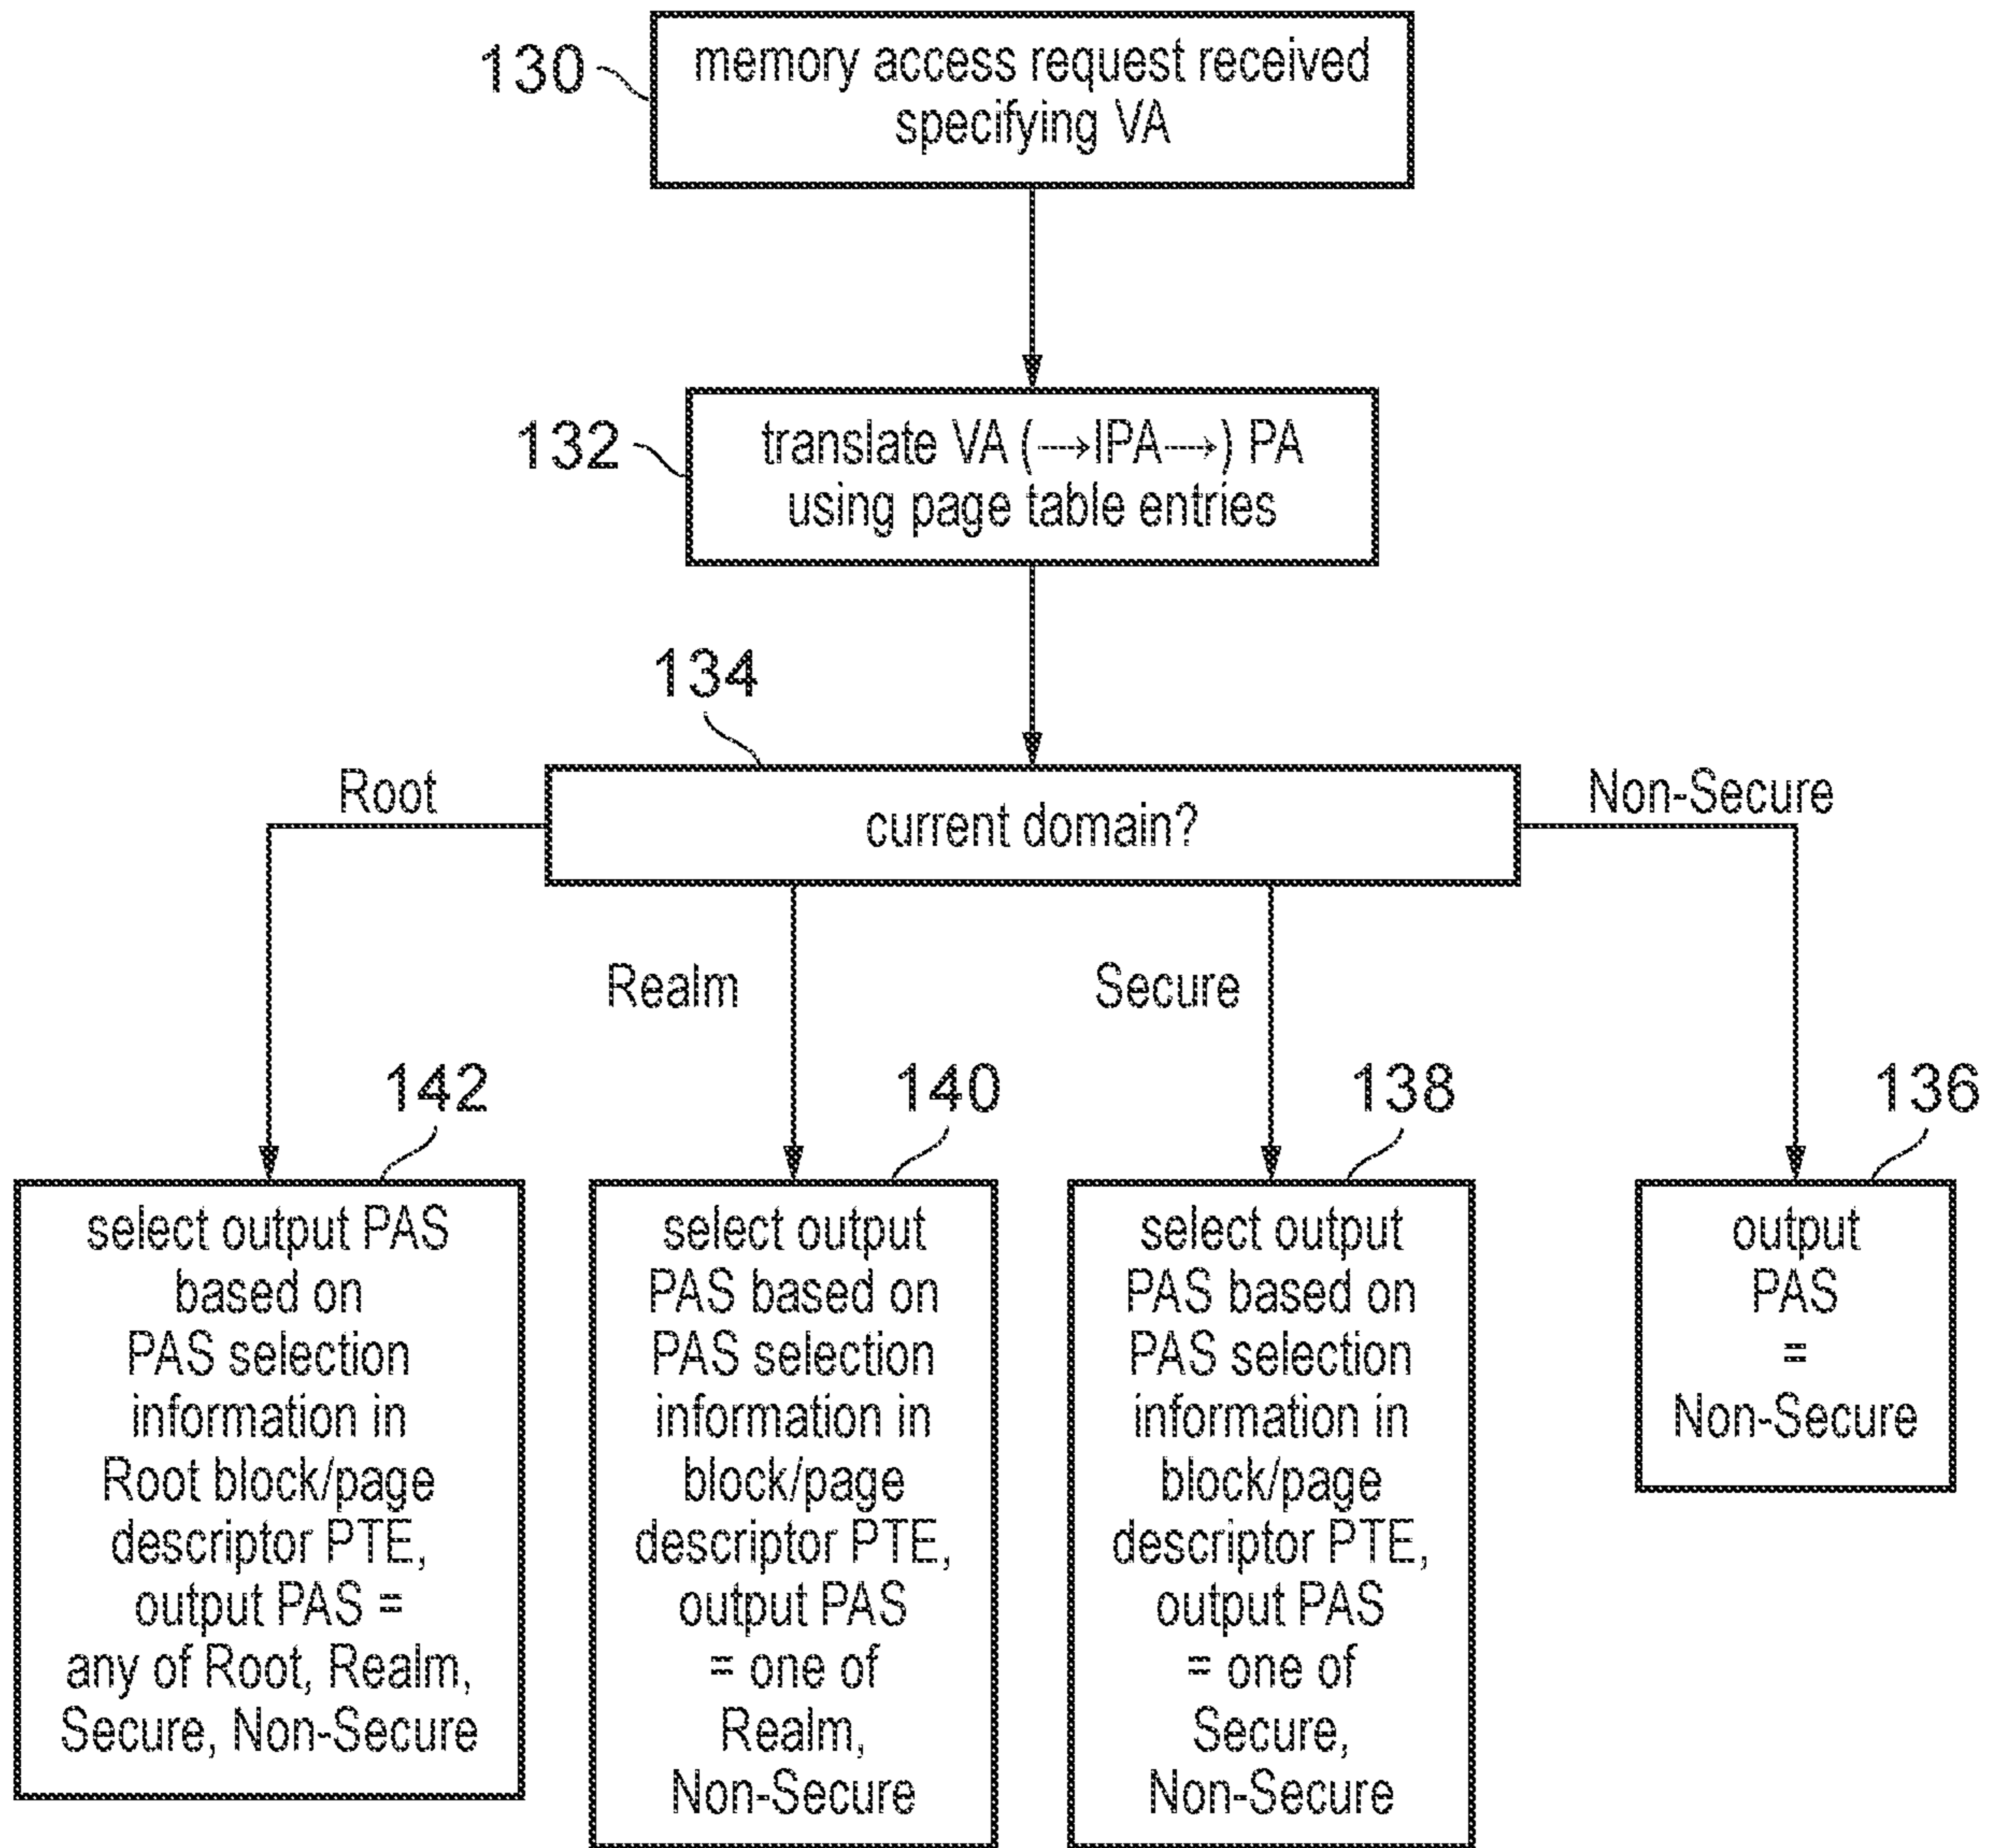 130
memory access request received
specifying VA
132
translate VA (→IPA→) PA
using page table entries
134
Root
current domain?
Non-Secure
Realm
Secure
142
140
138
136
select output PAS
based on
PAS selection
information in
Root block/page
descriptor PTE,
output PAS =
any of Root, Realm,
Secure, Non-Secure
select output
PAS based on
PAS selection
information in
block/page
descriptor PTE,
output PAS
= one of
Realm,
Non-Secure
select output
PAS based on
PAS selection
information in
block/page
descriptor PTE,
output PAS
= one of
Secure,
Non-Secure
output
PAS
=
Non-Secure